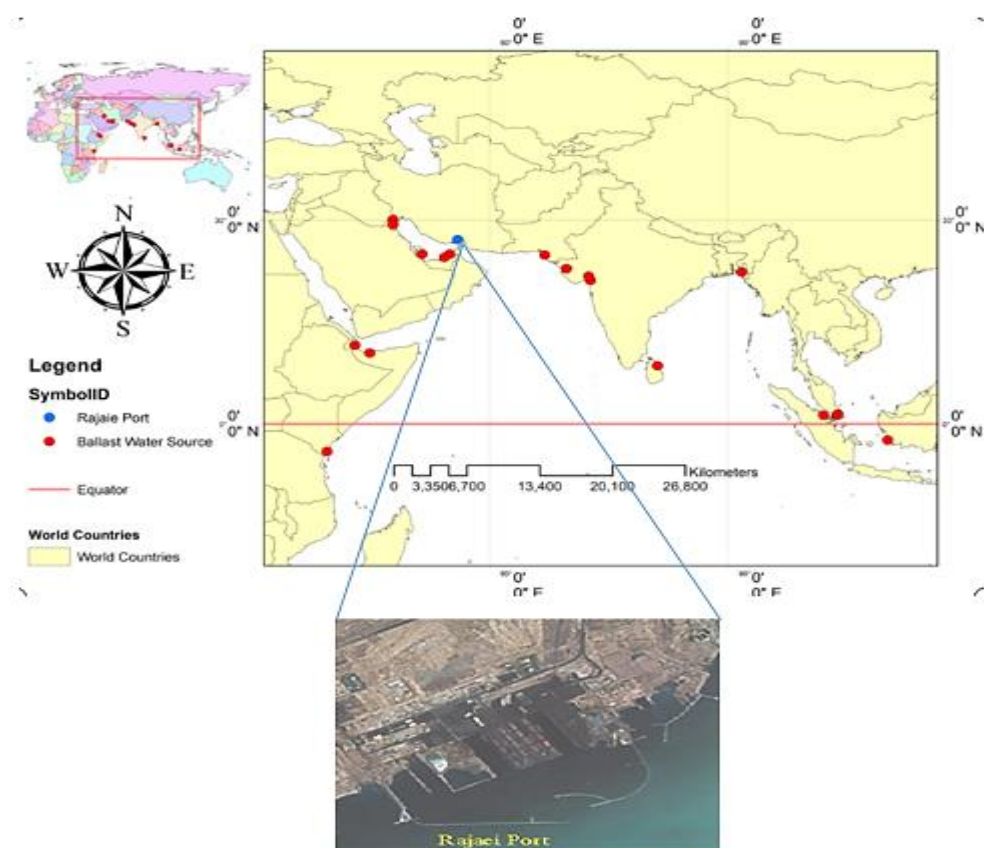 0'
0" E
0'
0" E
0'
0" N
0'
0" N
N
W E
S
Legend
SymbolID
Rajaie Port
Ballast Water Source
0'
0" N
0'
0" N
Equator
Kilometers
0 3,350 6,700 13,400 20,100 26,800
World Countries
World Countries
0'
0" E
0'
0" E
Rajaei Port